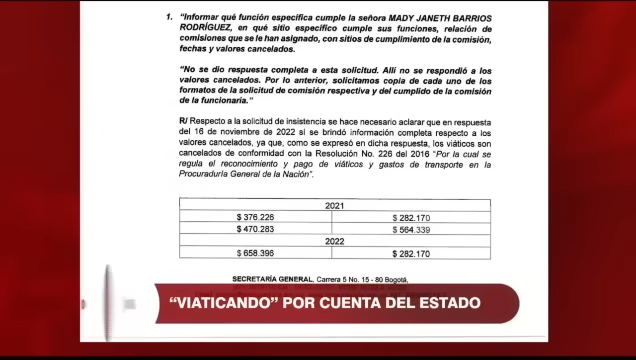 1. “Informar qué función especifica cumple la señora MADY JANETH BARRIOS
RODRÍGUEZ, en qué sitio específico cumple sus funciones, relación de
comisiones que se le han asignado, con sitios de cumplimiento de la comisión,
fechas y valores cancelados.
“No se dio respuesta completa a esta solicitud. Allí no se respondió a los
valores cancelados. Por lo anterior, solicitamos copia de cada uno de los
formatos de la solicitud de comisión respectiva y del cumplido de la comisión
de la funcionaria.”
R/ Respecto a la solicitud de insistencia se hace necesario aclarar que en respuesta
del 16 de noviembre de 2022 sí se brindó información completa respecto a los
valores cancelados, ya que, como se expresó en dicha respuesta, los viáticos son
cancelados de conformidad con la Resolución No. 226 del 2016 “Por la cual se
regula el reconocimiento y pago de viáticos y gastos de transporte en la
Procuraduría General de la Nación”.
2021
$ 376.226 $ 282.170
$ 470.283 $ 564.339
2022
$ 658.396 $ 282.170
SECRETARÍA GENERAL, Carrera 5 No. 15 - 80 Bogotá,
“VIATICANDO” POR CUENTA DEL ESTADO